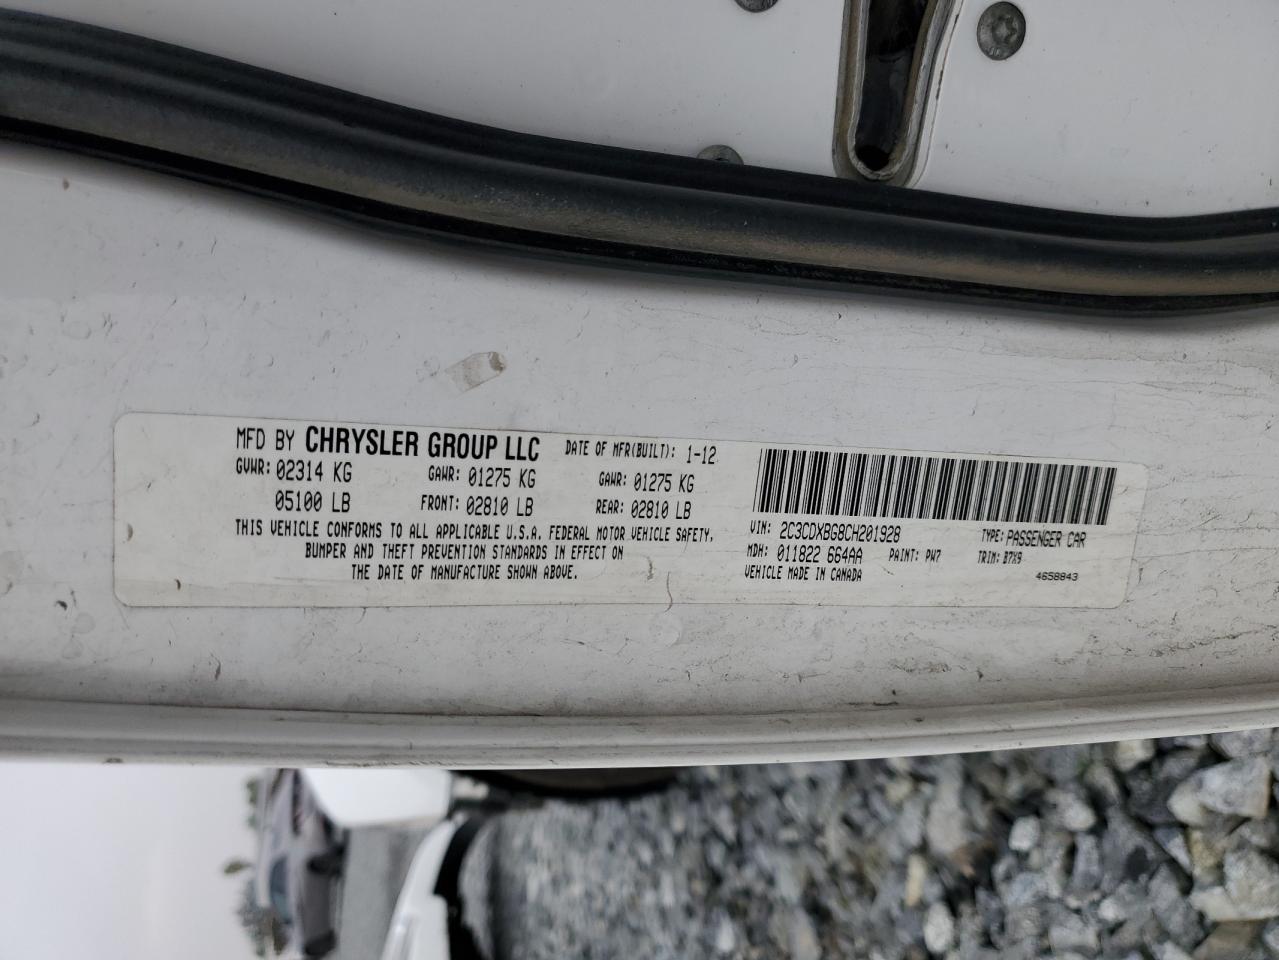 MFD BY CHRYSLER GROUP LLC DATE OF MFR(BUILT): 1-12
GVWR: 02314 KG GAWR: 01275 KG GAWR: 01275 KG
05100 LB FRONT: 02810 LB REAR: 02810 LB
THIS VEHICLE CONFORMS TO ALL APPLICABLE U.S.A. FEDERAL MOTOR VEHICLE SAFETY,
BUMPER AND THEFT PREVENTION STANDARDS IN EFFECT ON
THE DATE OF MANUFACTURE SHOWN ABOVE.
VIN: 2C3CDXBG8CH201928 TYPE: PASSENGER CAR
MDH: 011822 664AA PAINT: PW7 TRIM: B7X9
VEHICLE MADE IN CANADA 4658843